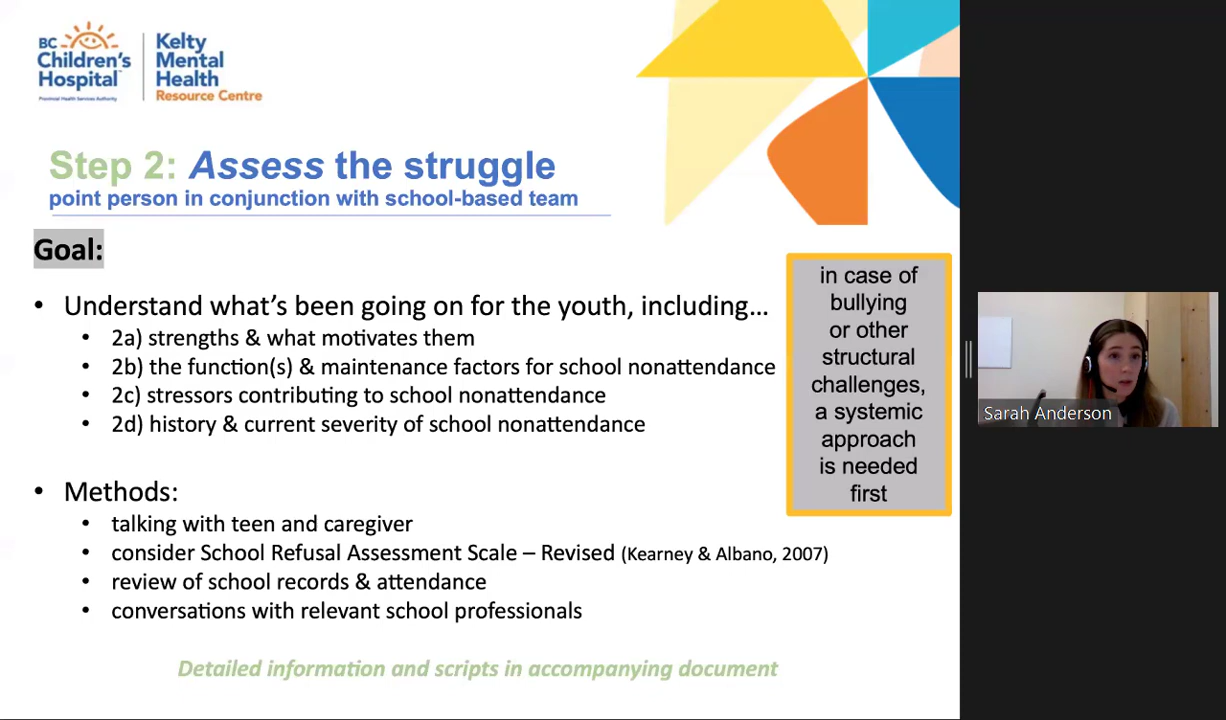 BC
Children's
Hospital
Provincial Health Services Authority
Kelty
Mental
Health
Resource Centre
Step 2: Assess the struggle
point person in conjunction with school-based team
Goal:
• Understand what's been going on for the youth, including…
• 2a) strengths & what motivates them
• 2b) the function(s) & maintenance factors for school nonattendance
• 2c) stressors contributing to school nonattendance
• 2d) history & current severity of school nonattendance
in case of
bullying
or other
structural
challenges,
a systemic
approach
is needed
first
• Methods:
• talking with teen and caregiver
• consider School Refusal Assessment Scale – Revised (Kearney & Albano, 2007)
• review of school records & attendance
• conversations with relevant school professionals
Detailed information and scripts in accompanying document
Sarah Anderson